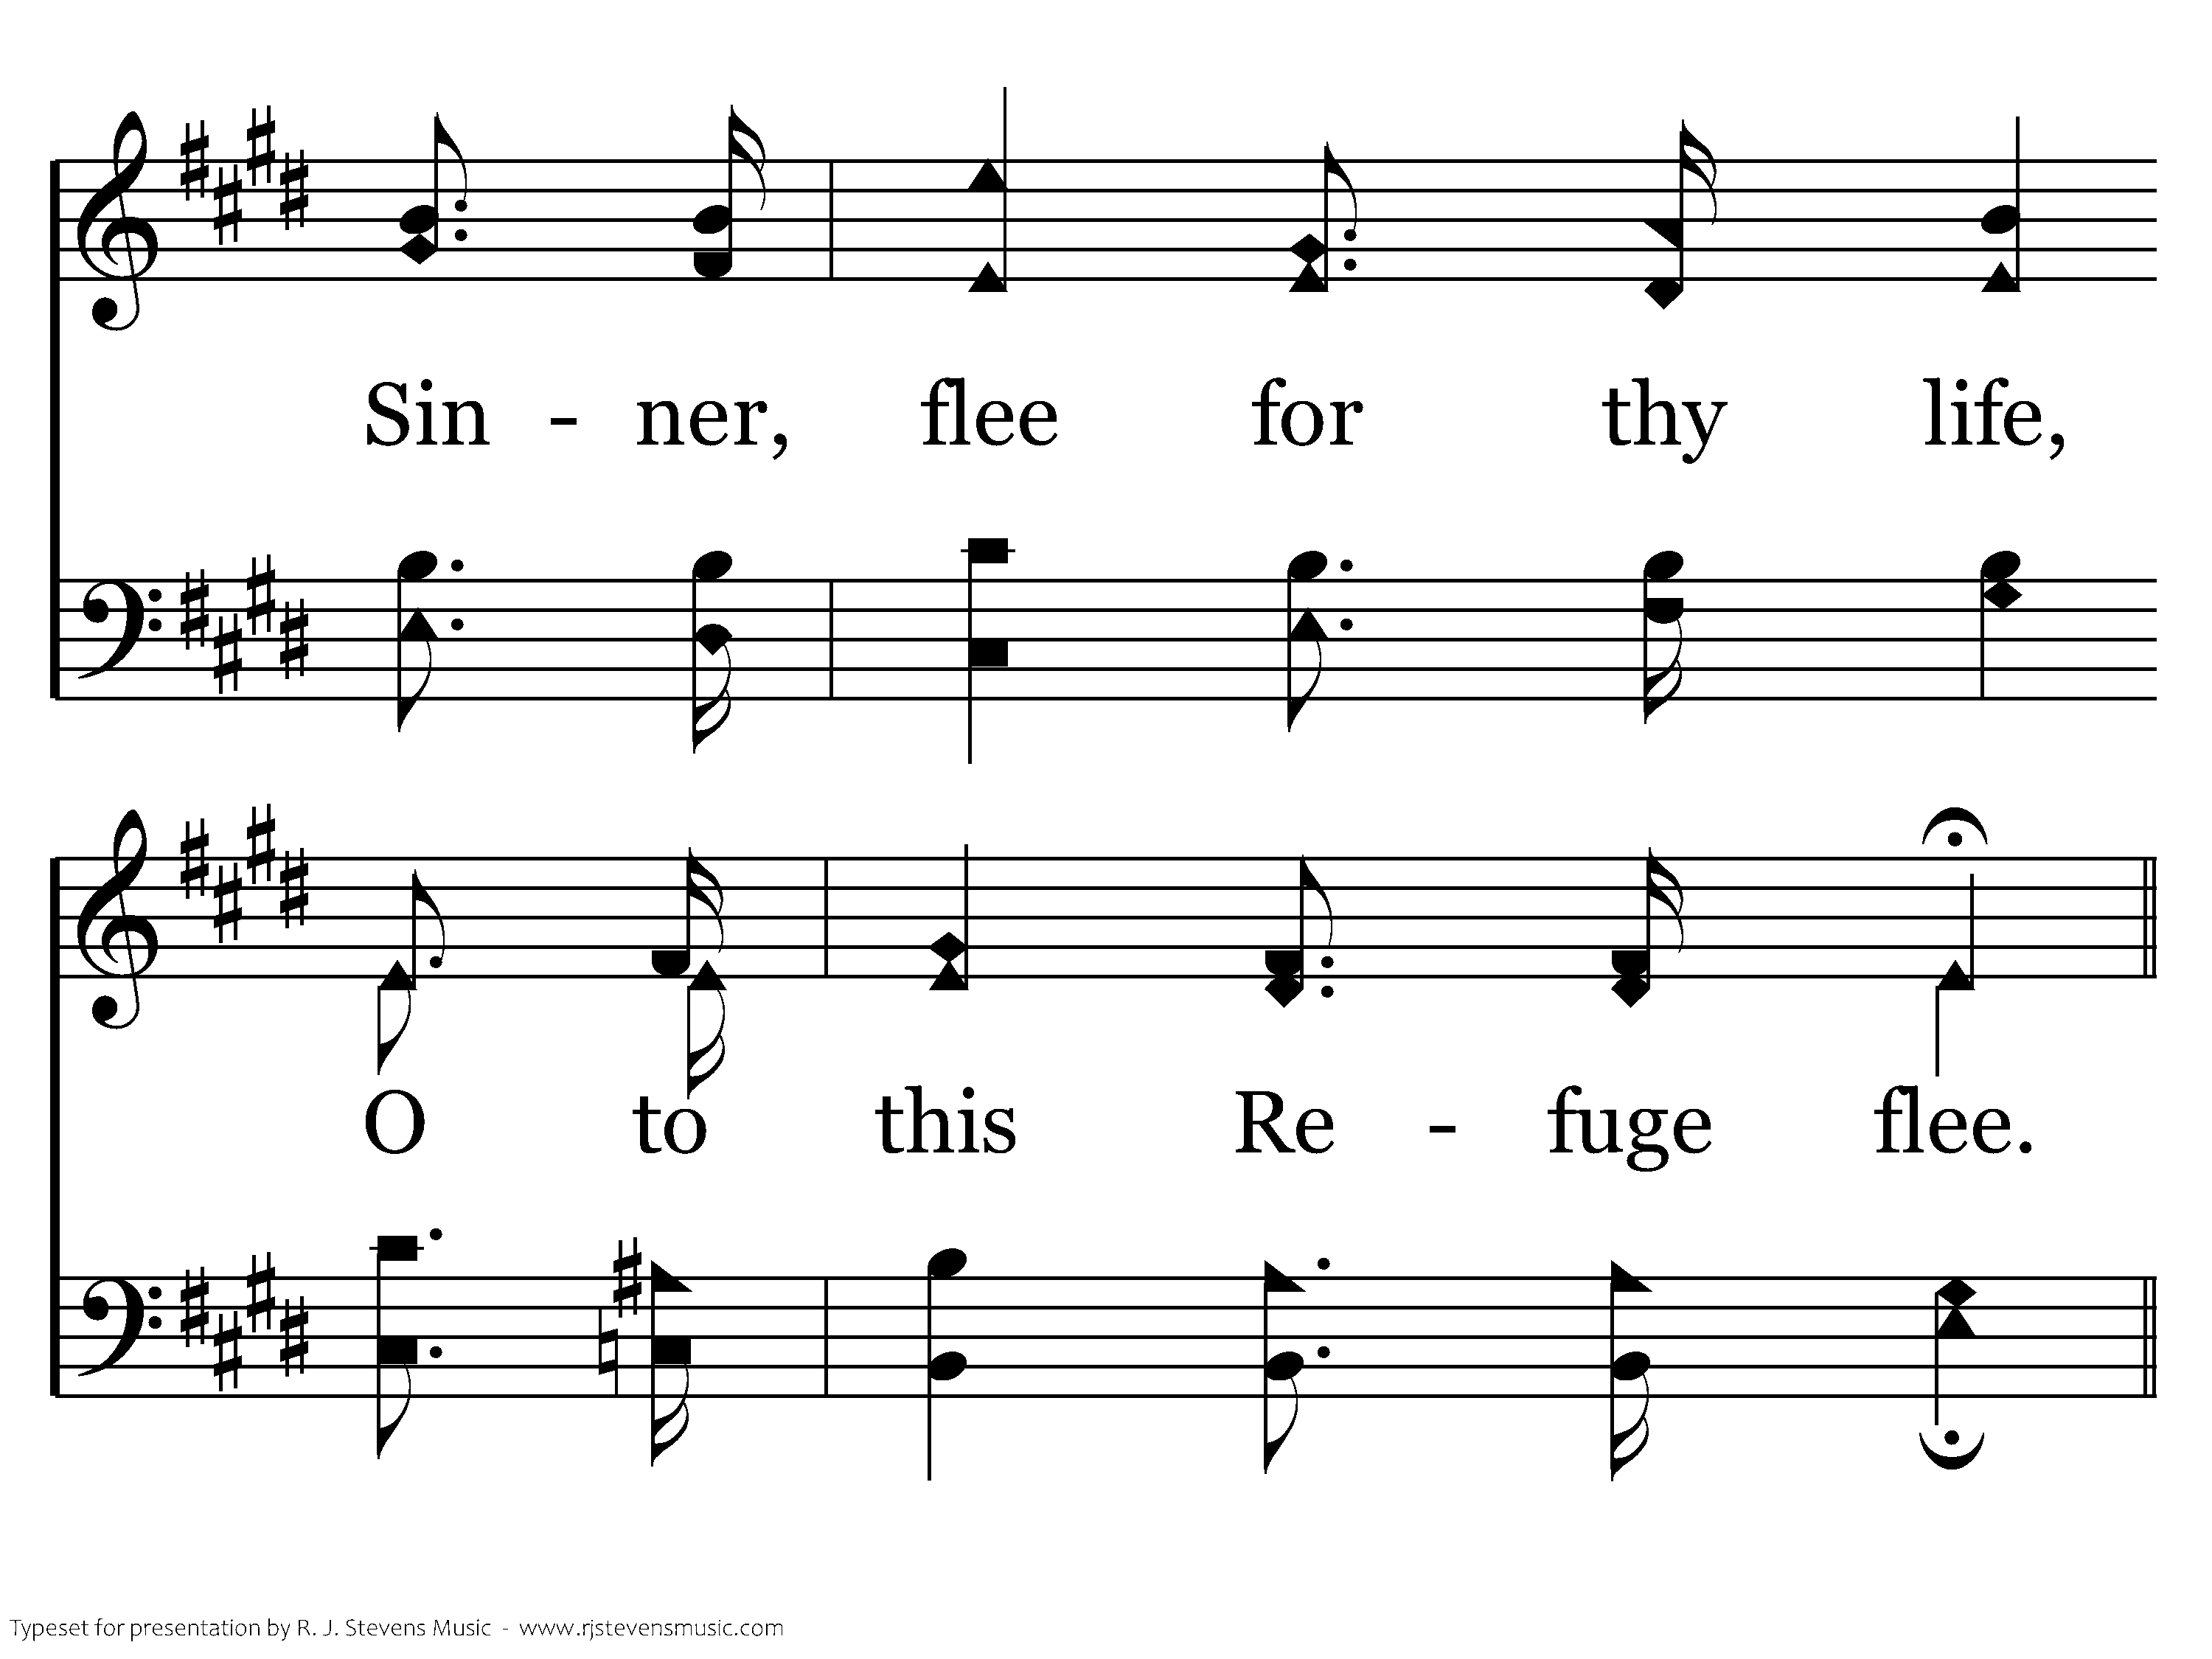 Sin - ner, flee for thy life,
O to this Re - fuge flee.
Typeset for presentation by R. J. Stevens Music - www.rjstevensmusic.com